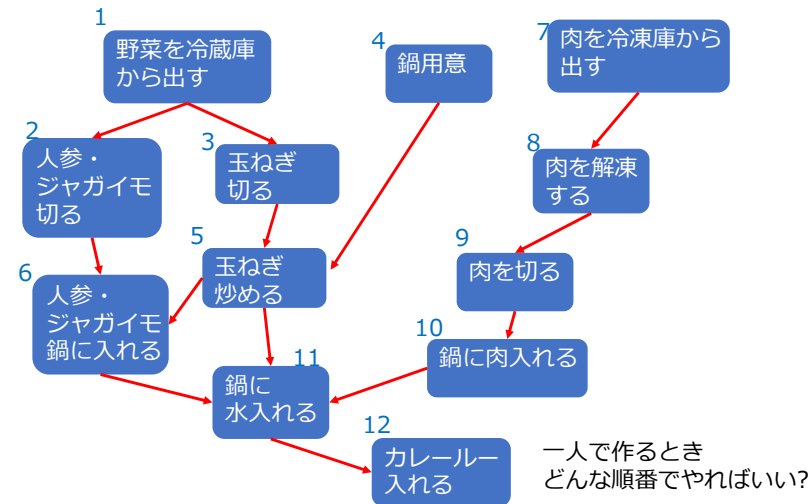 1
野菜を冷蔵庫
から出す
4
鍋用意
7
肉を冷凍庫から
出す
2
人参・
ジャガイモ
切る
3
玉ねぎ
切る
8
肉を解凍
する
5
玉ねぎ
炒める
9
肉を切る
6
人参・
ジャガイモ
鍋に入れる
10
鍋に肉入れる
11
鍋に
水入れる
12
カレールー
入れる
一人で作るとき
どんな順番でやればいい?